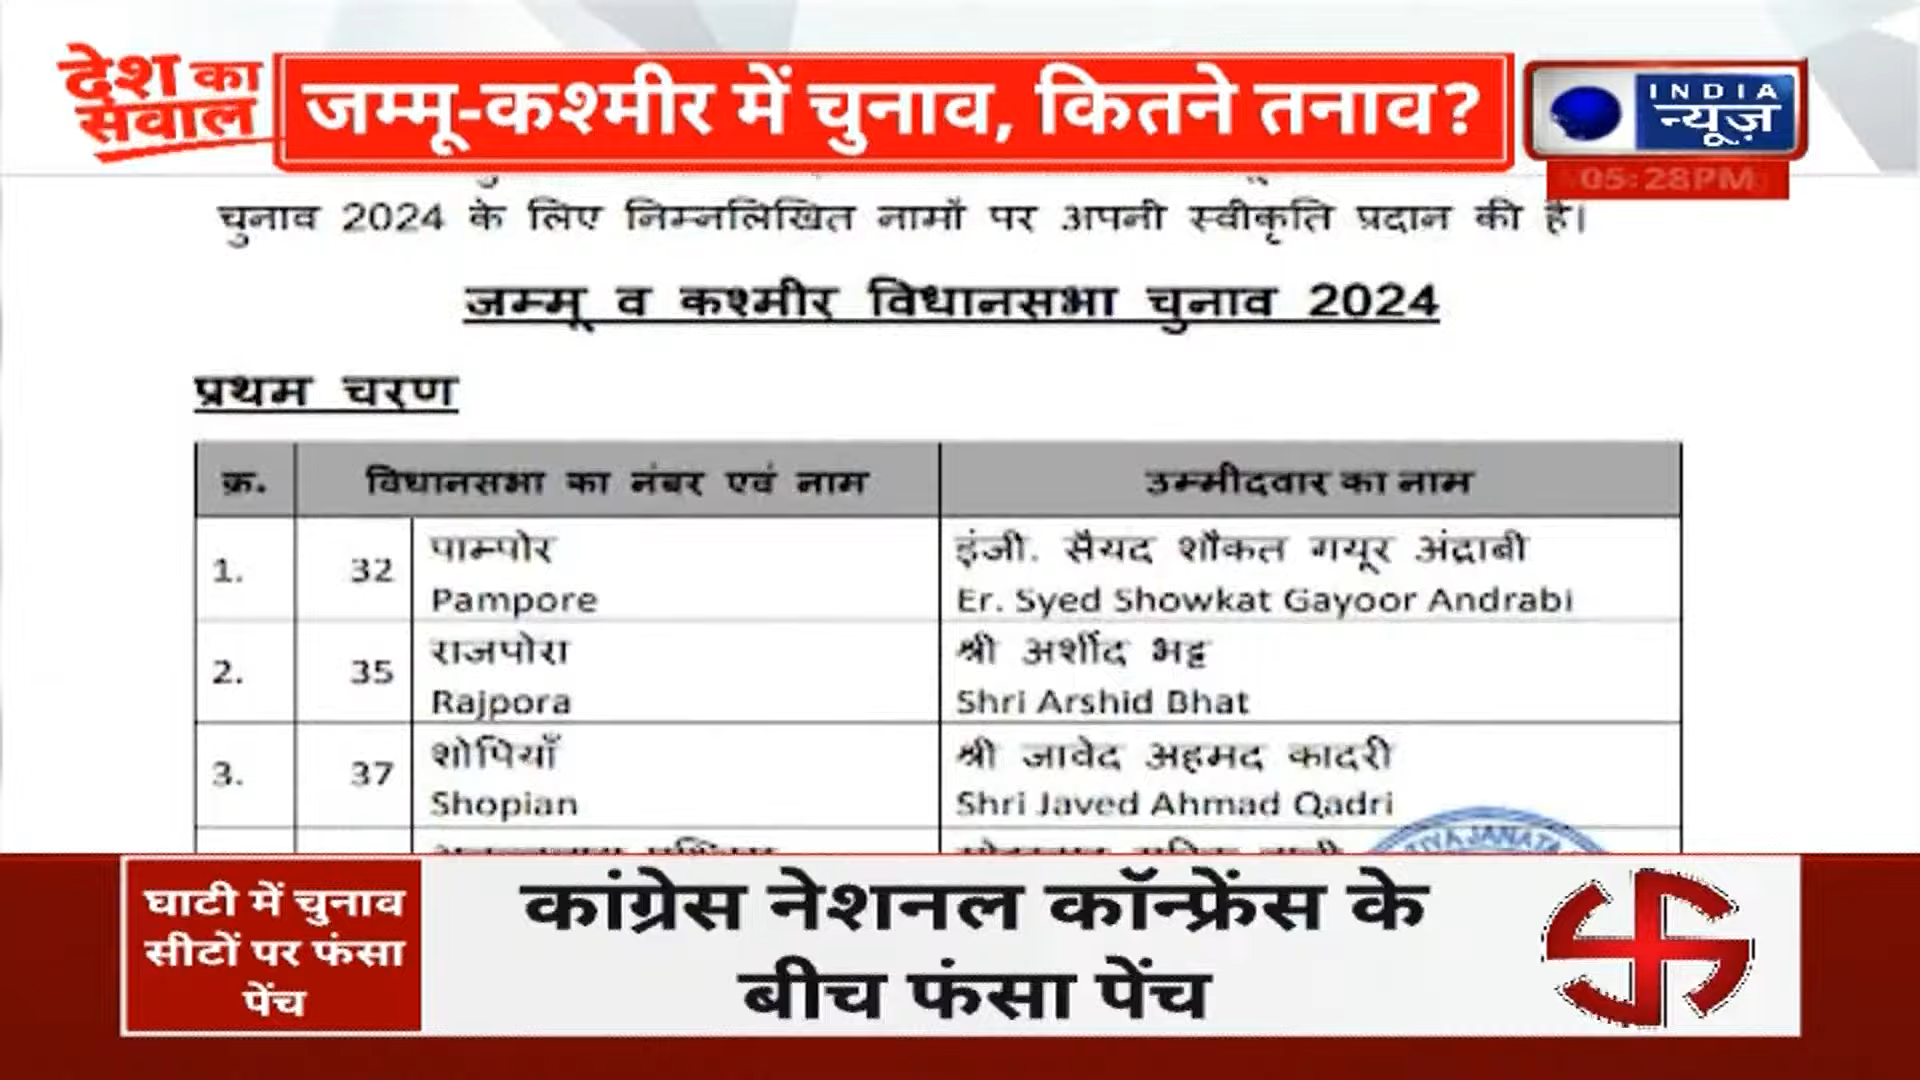 देश का
सवाल
जम्मू-कश्मीर में चुनाव, कितने तनाव?
INDIA
न्यूज़
05:28PM
चुनाव 2024 के लिए निम्नलिखित नामों पर अपनी स्वीकृति प्रदान की है।
जम्मू व कश्मीर विधानसभा चुनाव 2024
प्रथम चरण
क्र. विधानसभा का नंबर एवं नाम उम्मीदवार का नाम
1. 32 पाम्पोर इंजी. सैयद शौकत गयूर अंद्राबी
Pampore Er. Syed Showkat Gayoor Andrabi
2. 35 राजपोरा श्री अर्शीद भट्ट
Rajpora Shri Arshid Bhat
3. 37 शोपियाँ श्री जावेद अहमद कादरी
Shopian Shri Javed Ahmad Qadri
JANATA
घाटी में चुनाव
सीटों पर फंसा
पेंच
कांग्रेस नेशनल कॉन्फ्रेंस के
बीच फंसा पेंच